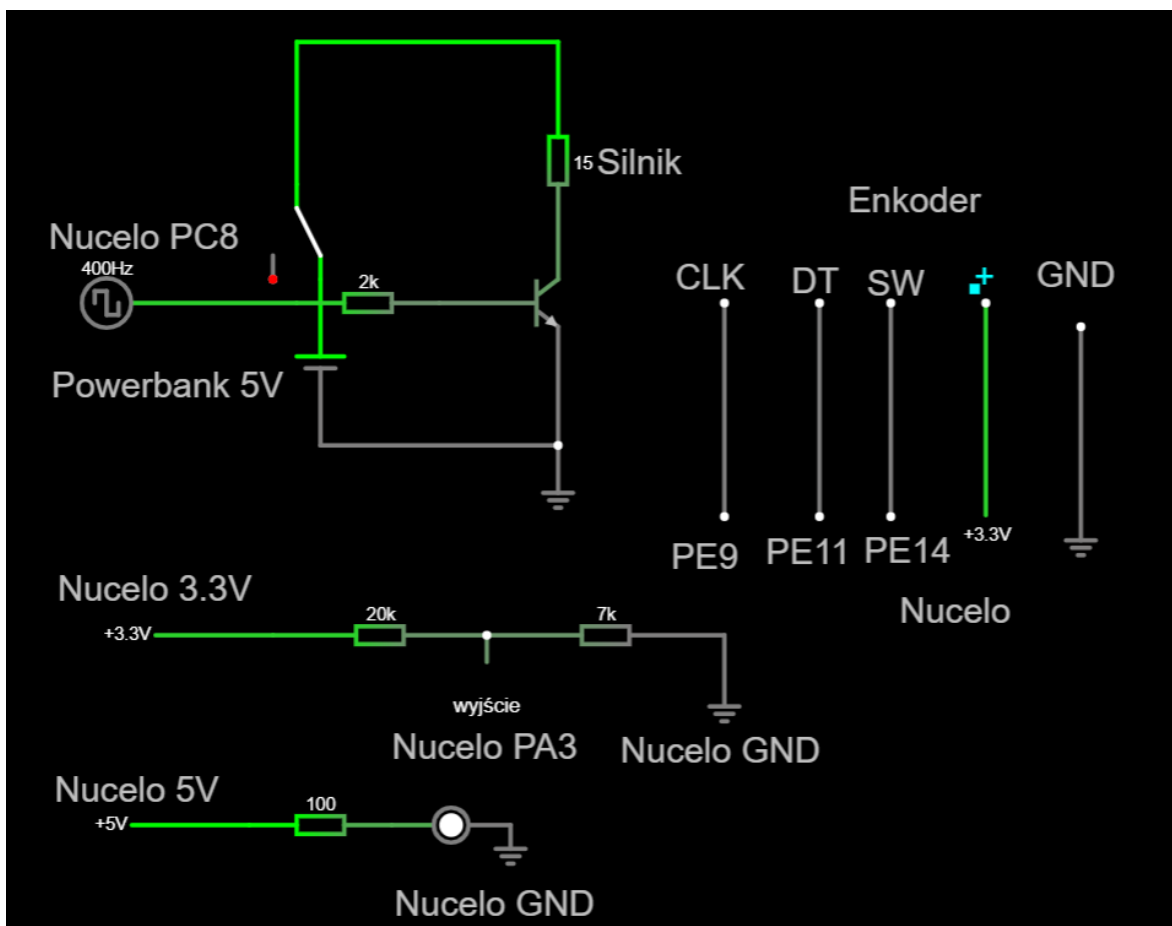 15 Silnik
Nucelo PC8
400Hz
2k
Powerbank 5V
Enkoder
CLK
DT
SW
+
GND
PE9
PE11
PE14
+3.3V
Nucelo
Nucelo 3.3V
+3.3V
20k
7k
wyjście
Nucelo PA3
Nucelo GND
Nucelo 5V
+5V
100
Nucelo GND